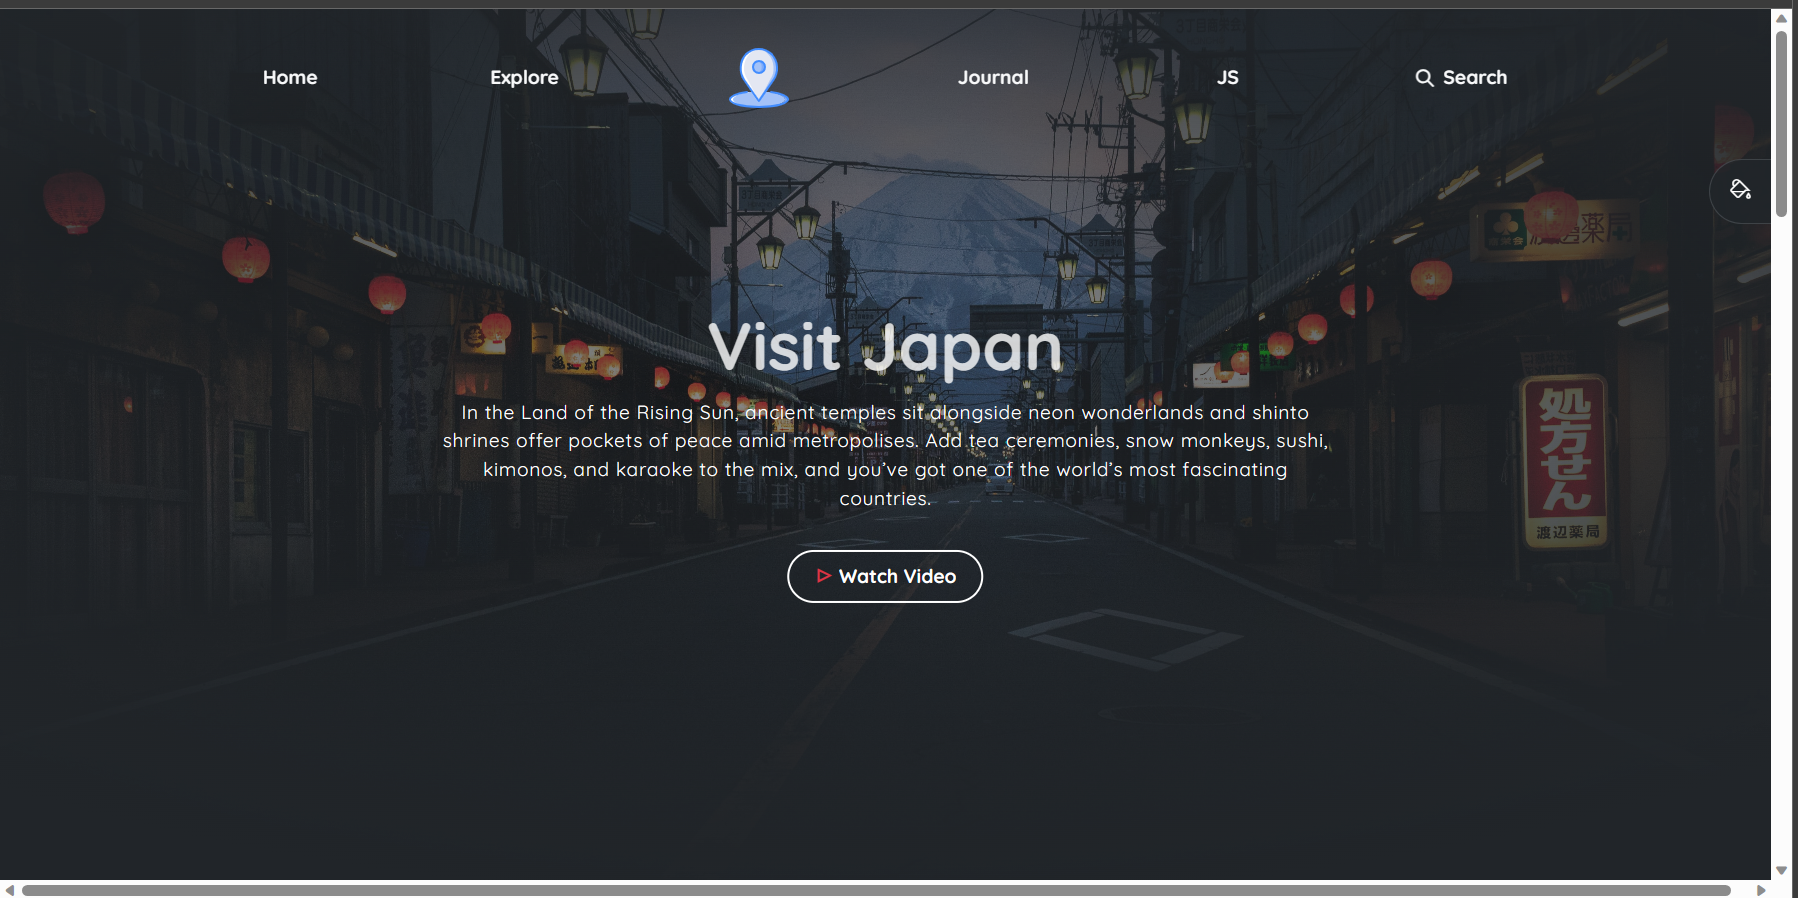 Home
Explore
Journal
JS
Search
薬局
Visit Japan
In the Land of the Rising Sun, ancient temples sit alongside neon wonderlands and shinto
shrines offer pockets of peace amid metropolises. Add tea ceremonies, snow monkeys, sushi,
kimonos, and karaoke to the mix, and you’ve got one of the world’s most fascinating
countries.
Watch Video
処方せん
渡辺薬局